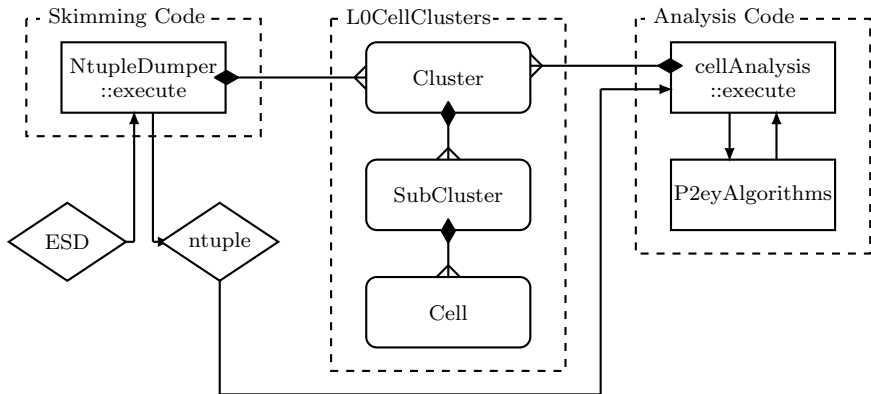 Skimming Code
L0CellClusters
Analysis Code
NtupleDumper
::execute
Cluster
cellAnalysis
::execute
SubCluster
P2eyAlgorithms
ESD
ntuple
Cell